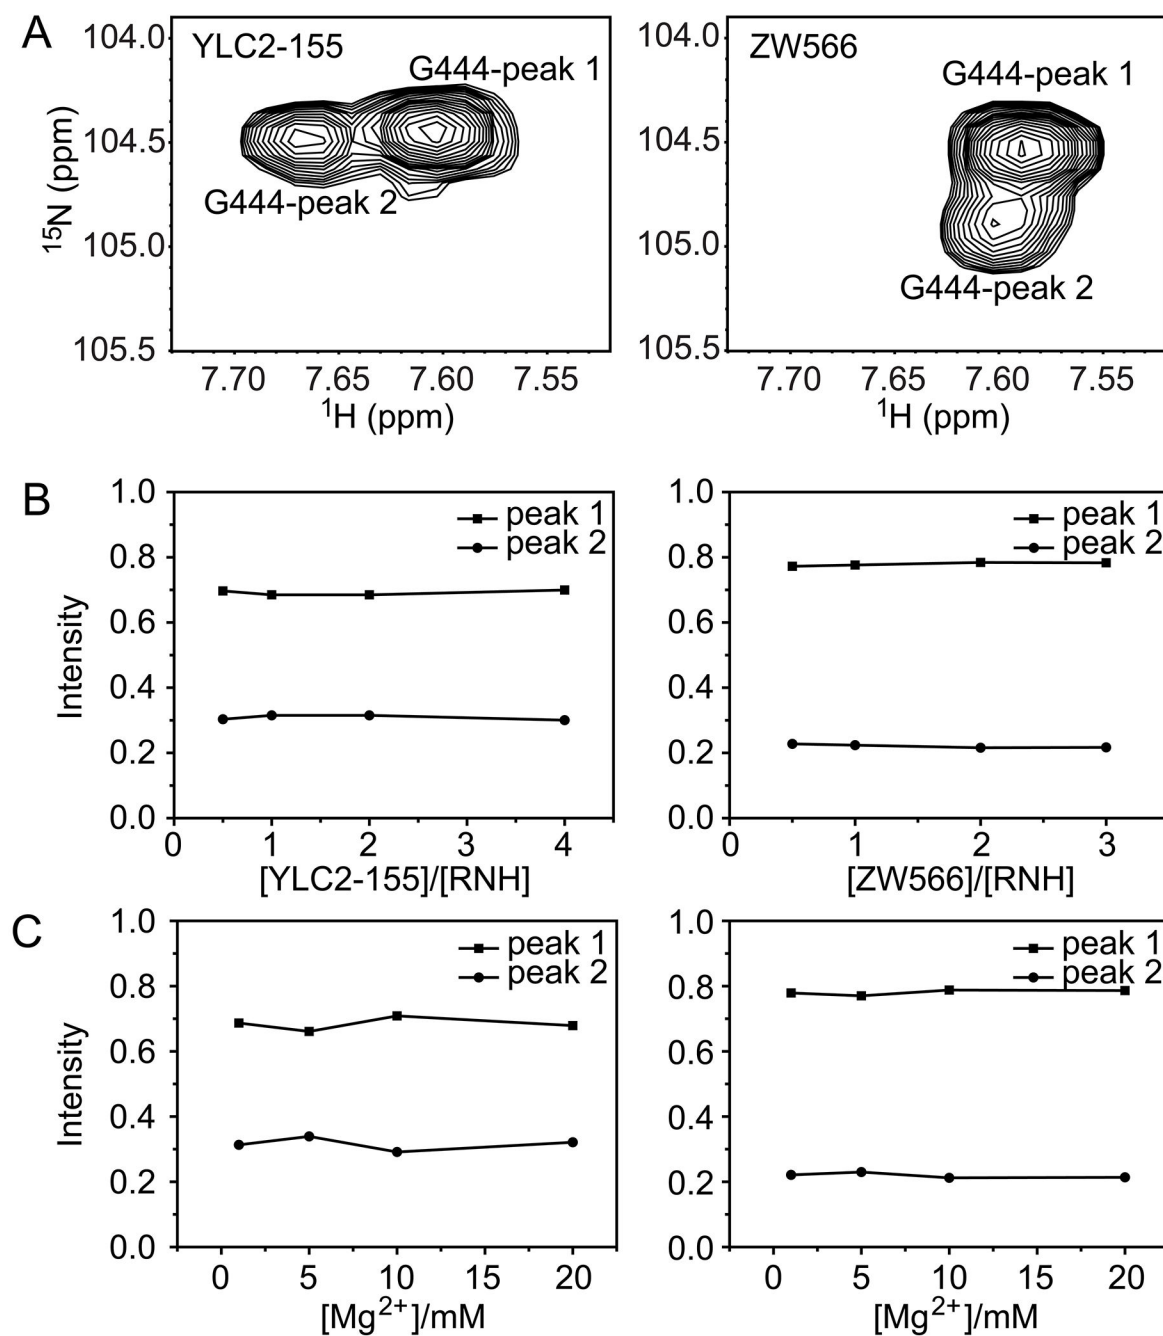 A
YLC2-155
G444-peak 1
G444-peak 2
104.0
104.5
105.0
105.5
15N (ppm)
7.70 7.65 7.60 7.55
1H (ppm)
ZW566
G444-peak 1
G444-peak 2
104.0
104.5
105.0
105.5
7.70 7.65 7.60 7.55
1H (ppm)
B
peak 1
peak 2
1.0
0.8
0.6
0.4
0.2
0.0
Intensity
0 1 2 3 4
[YLC2-155]/[RNH]
peak 1
peak 2
1.0
0.8
0.6
0.4
0.2
0.0
0 1 2 3
[ZW566]/[RNH]
C
peak 1
peak 2
1.0
0.8
0.6
0.4
0.2
0.0
Intensity
0 5 10 15 20
[Mg2+]/mM
peak 1
peak 2
1.0
0.8
0.6
0.4
0.2
0.0
0 5 10 15 20
[Mg2+]/mM